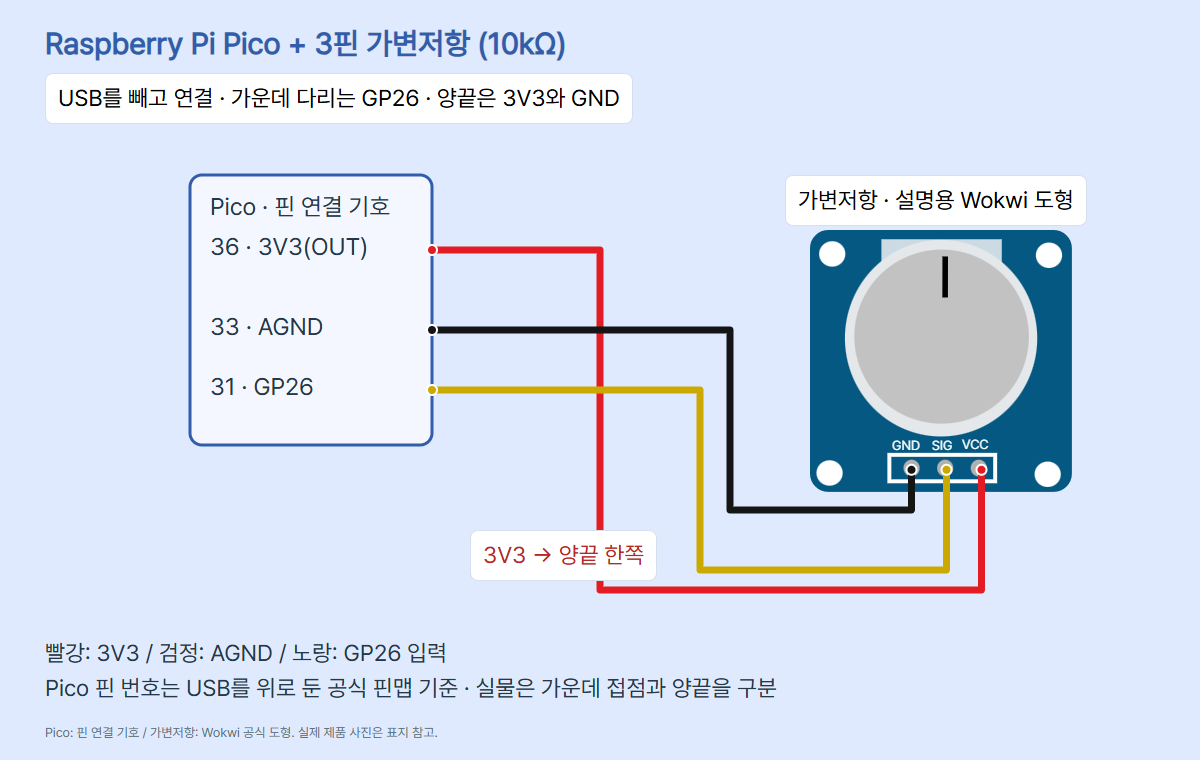 Raspberry Pi Pico + 3핀 가변저항 (10kΩ)
USB를 빼고 연결 · 가운데 다리는 GP26 · 양끝은 3V3와 GND
Pico · 핀 연결 기호
36 · 3V3(OUT)
33 · AGND
31 · GP26
가변저항 · 설명용 Wokwi 도형
GND SIG VCC
3V3 → 양끝 한쪽
빨강: 3V3 / 검정: AGND / 노랑: GP26 입력
Pico 핀 번호는 USB를 위로 둔 공식 핀맵 기준 · 실물은 가운데 접점과 양끝을 구분
Pico: 핀 연결 기호 / 가변저항: Wokwi 공식 도형. 실제 제품 사진은 표지 참고.